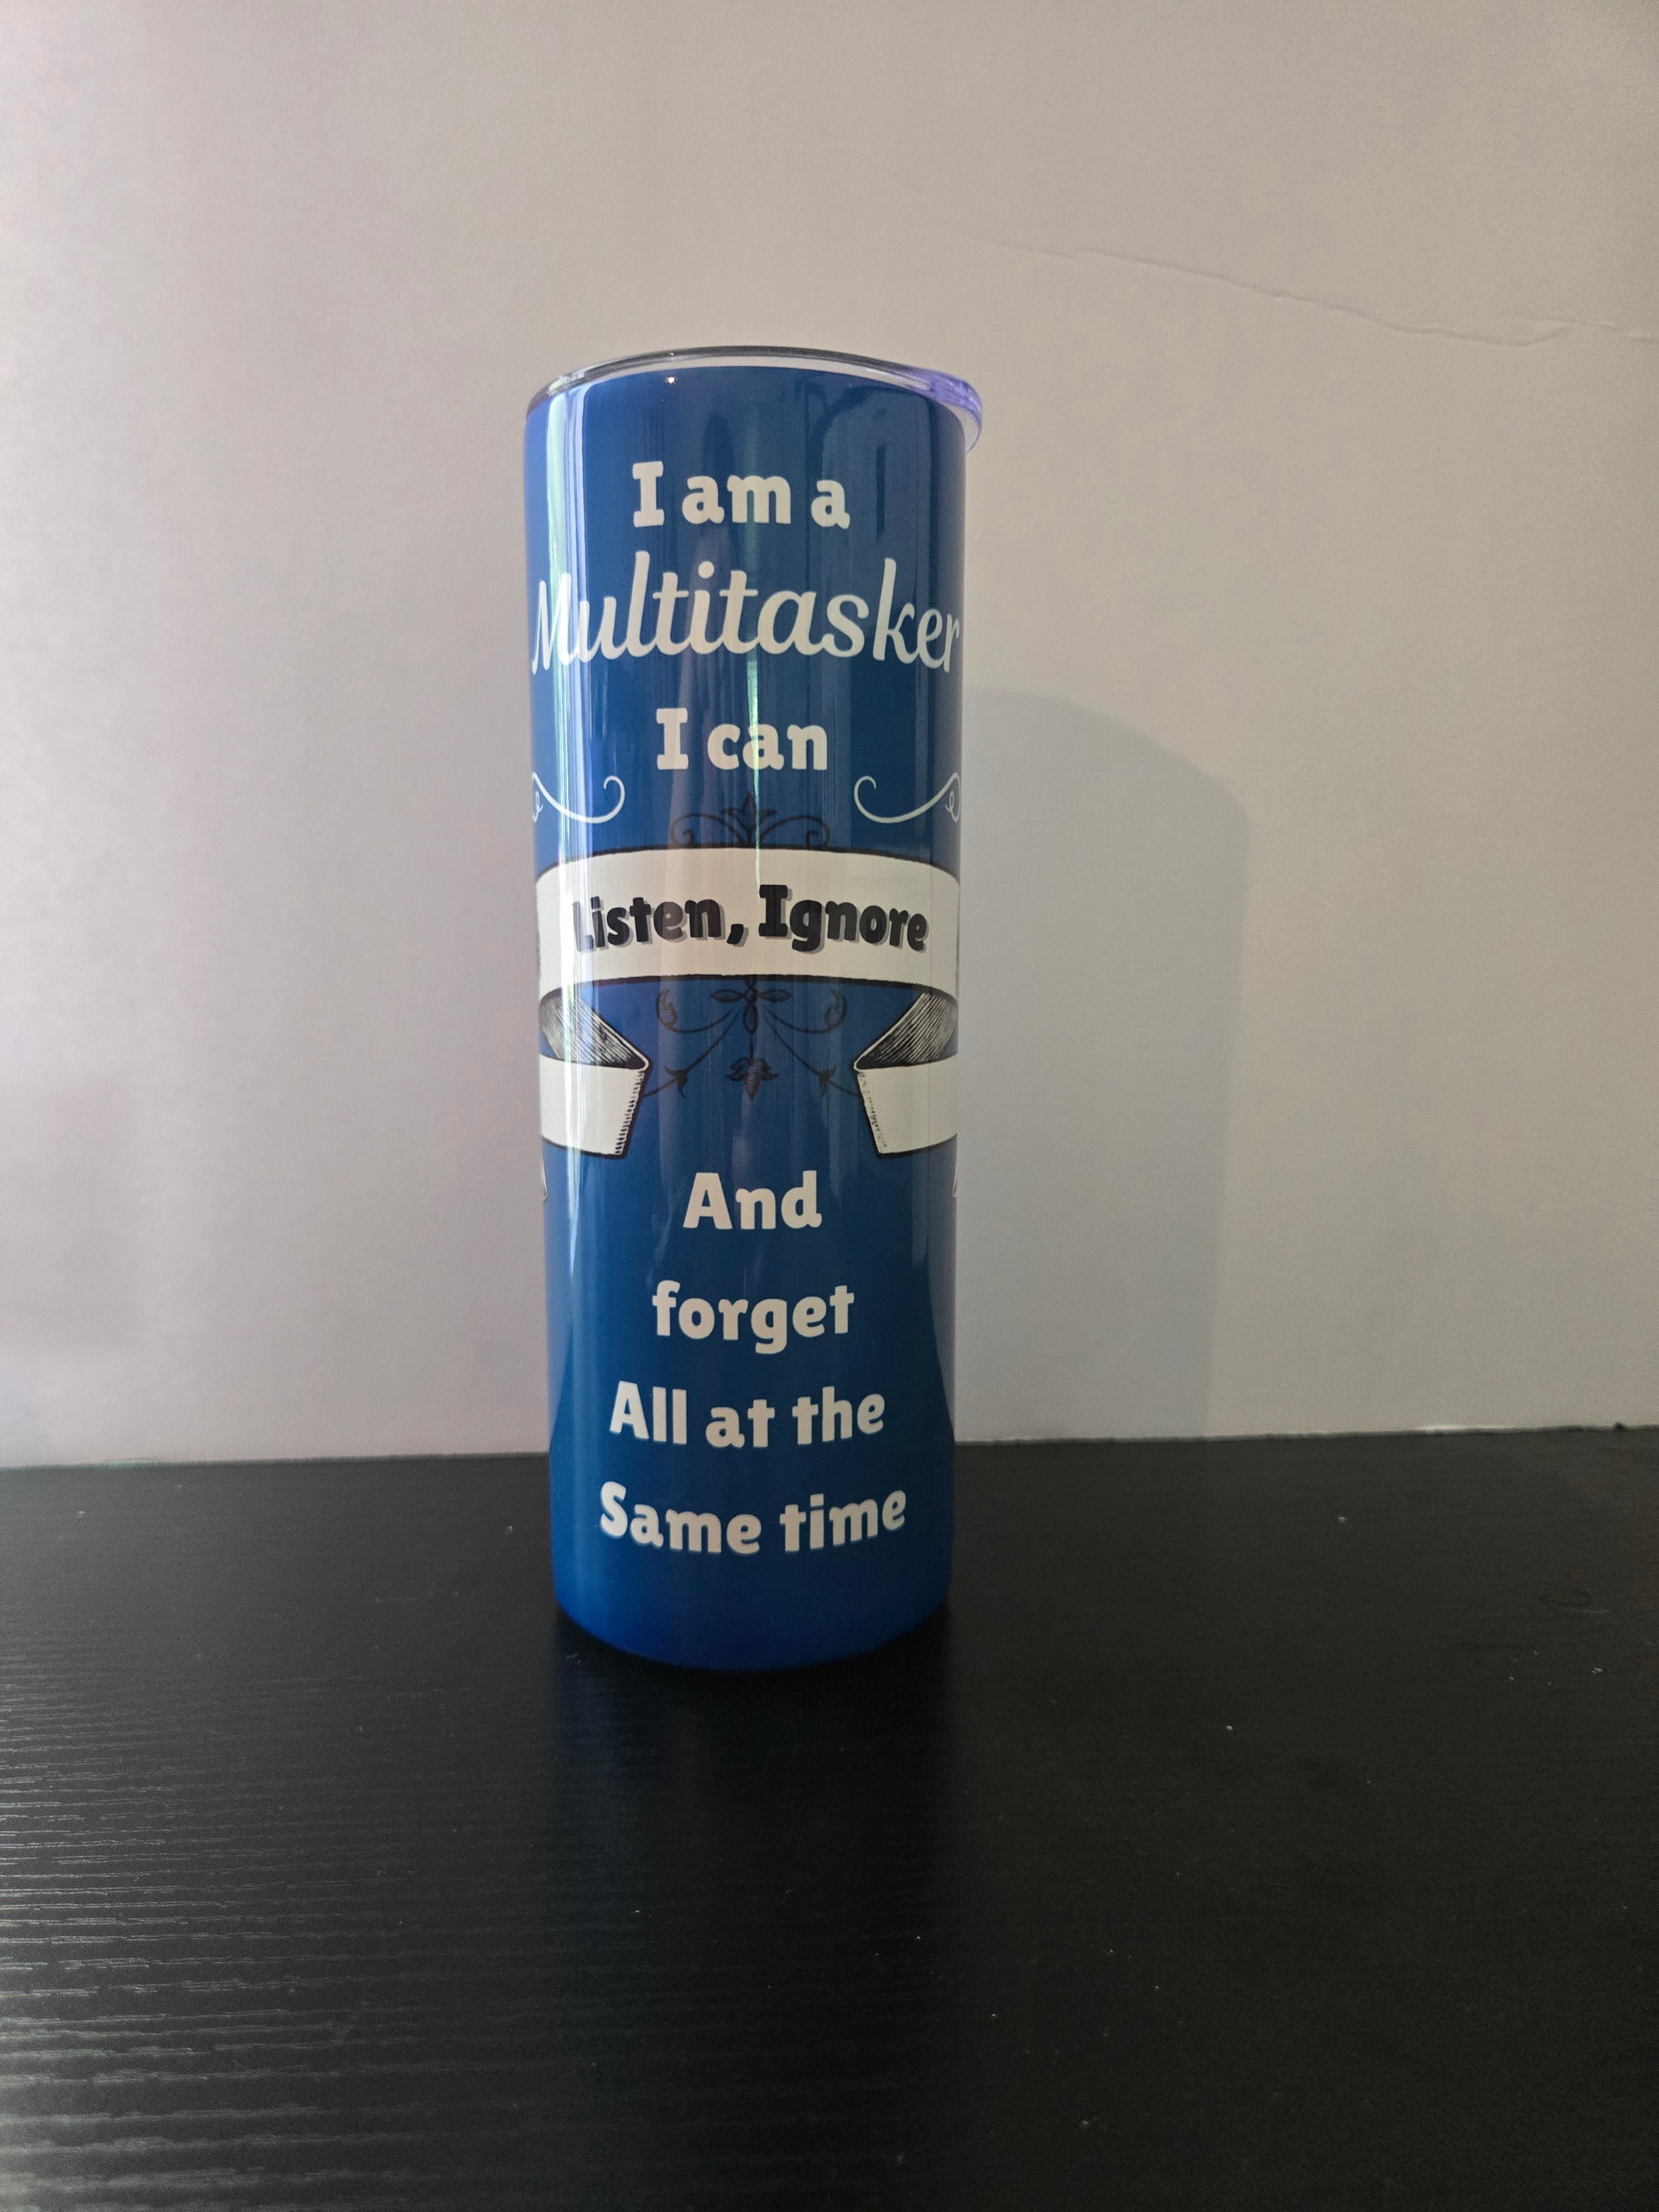 I am a
Multitasker
I can
Listen, Ignore
And
forget
All at the
Same time